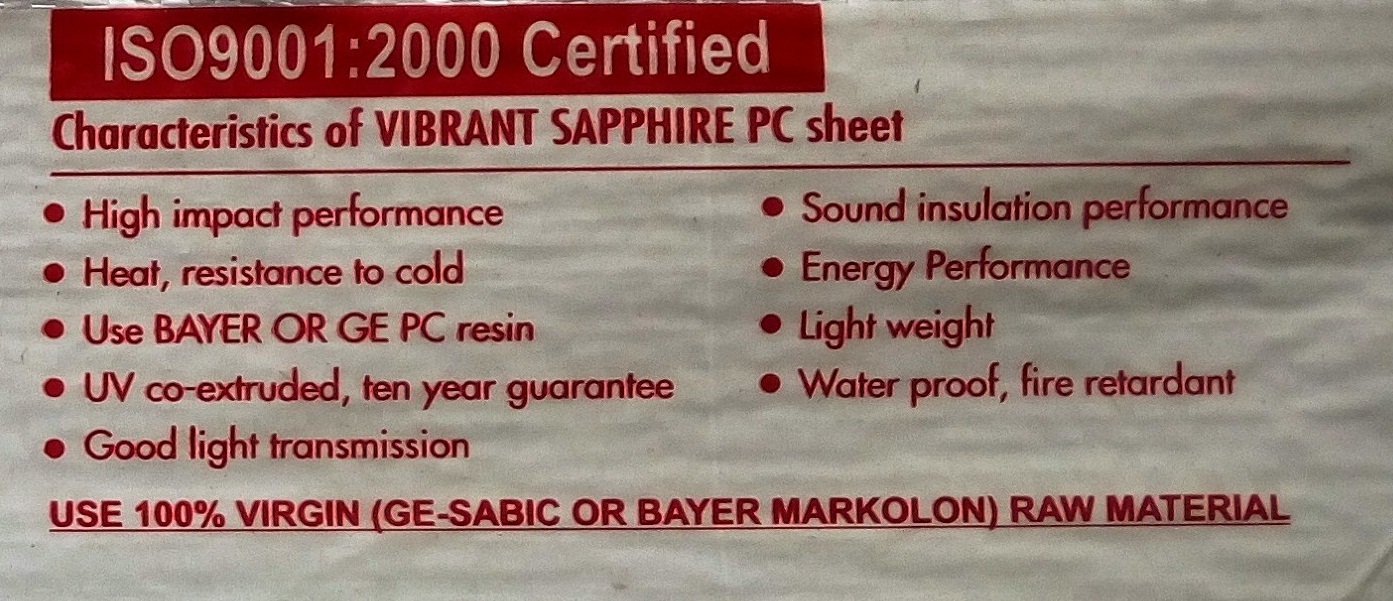 ISO9001:2000 Certified
Characteristics of VIBRANT SAPPHIRE PC sheet
● High impact performance
● Heat, resistance to cold
● Use BAYER OR GE PC resin
● UV co-extruded, ten year guarantee
● Good light transmission
● Sound insulation performance
● Energy Performance
● Light weight
● Water proof, fire retardant
USE 100% VIRGIN (GE-SABIC OR BAYER MARKOLON) RAW MATERIAL